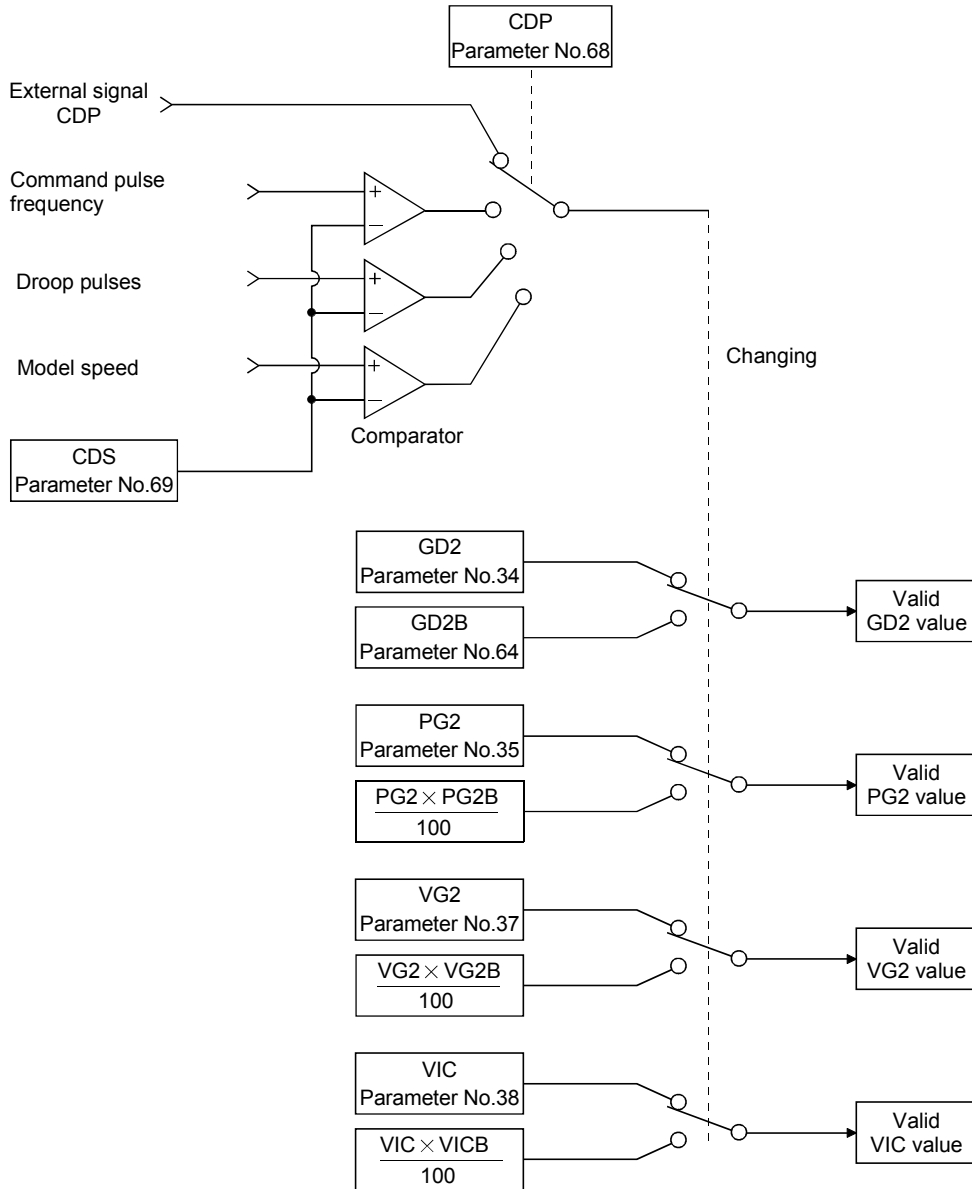 CDP
Parameter No.68
External signal
CDP
Command pulse
frequency
+
−
Droop pulses
+
−
Model speed
+
−
Changing
Comparator
CDS
Parameter No.69
GD2
Parameter No.34
GD2B
Parameter No.64
Valid
GD2 value
PG2
Parameter No.35
PG2 × PG2B
100
Valid
PG2 value
VG2
Parameter No.37
VG2 × VG2B
100
Valid
VG2 value
VIC
Parameter No.38
VIC × VICB
100
Valid
VIC value